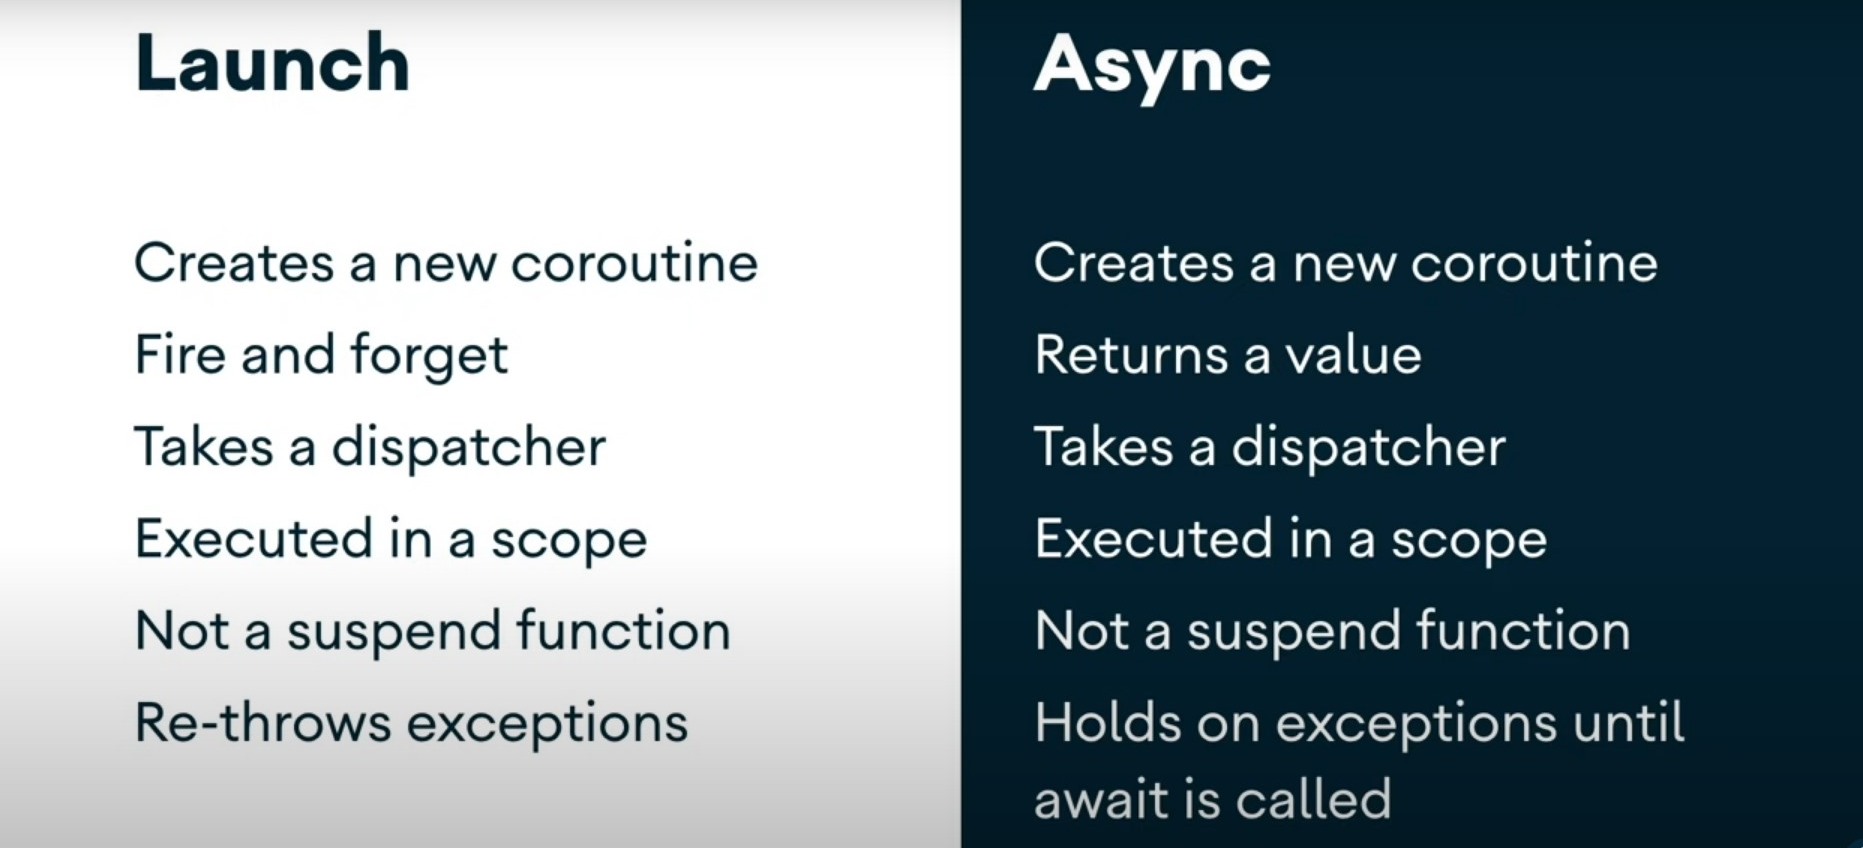 Launch
Creates a new coroutine
Fire and forget
Takes a dispatcher
Executed in a scope
Not a suspend function
Re-throws exceptions
Async
Creates a new coroutine
Returns a value
Takes a dispatcher
Executed in a scope
Not a suspend function
Holds on exceptions until
await is called